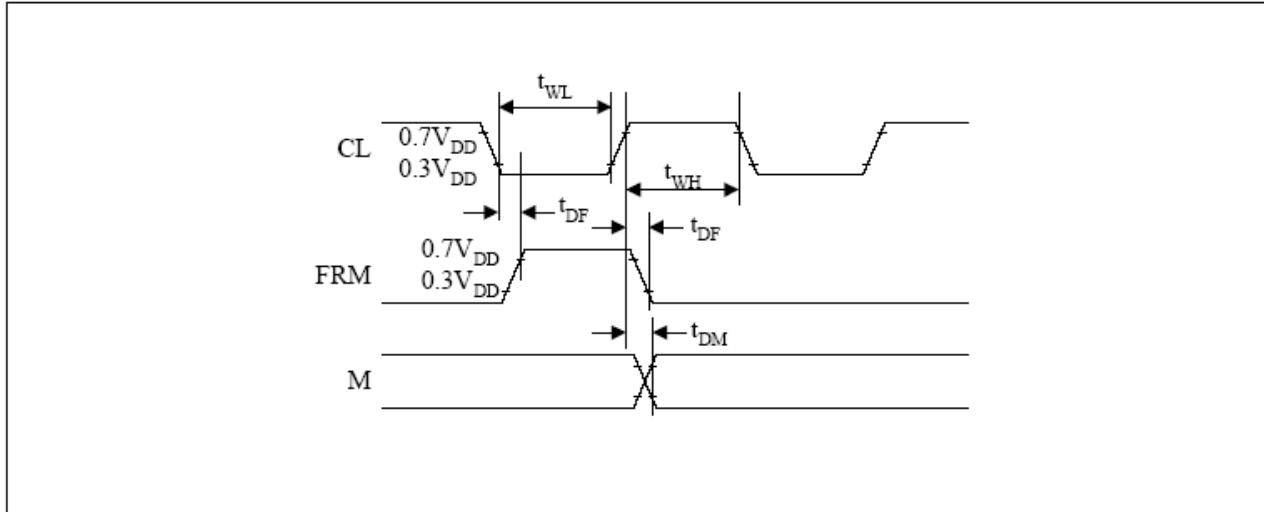 t_WL
CL
0.7V_DD
0.3V_DD
t_WH
t_DF
t_DF
FRM
0.7V_DD
0.3V_DD
t_DM
M